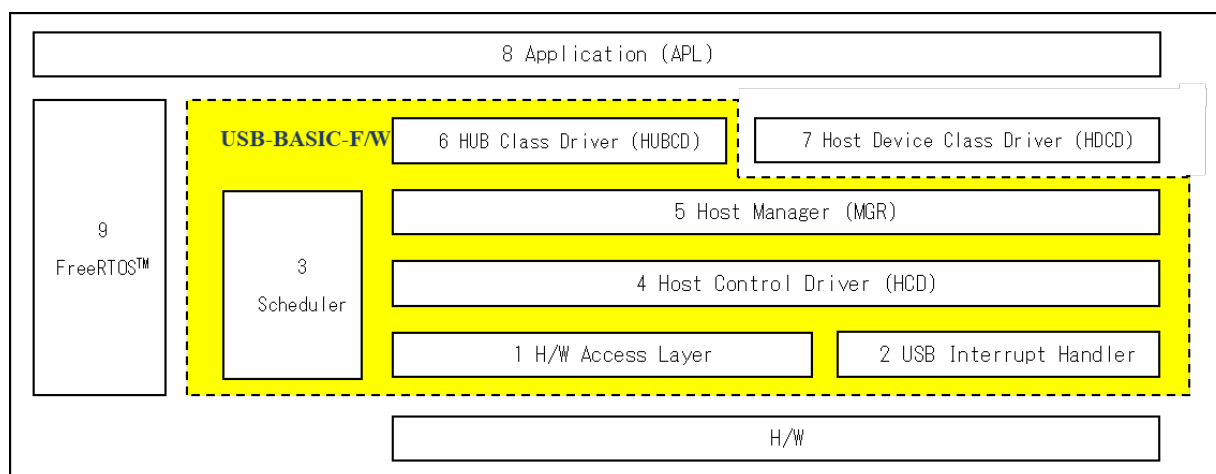 8 Application (APL)
USB-BASIC-F/W
6 HUB Class Driver (HUBCD)
7 Host Device Class Driver (HDCD)
9
FreeRTOS™
3
Scheduler
5 Host Manager (MGR)
4 Host Control Driver (HCD)
1 H/W Access Layer
2 USB Interrupt Handler
H/W